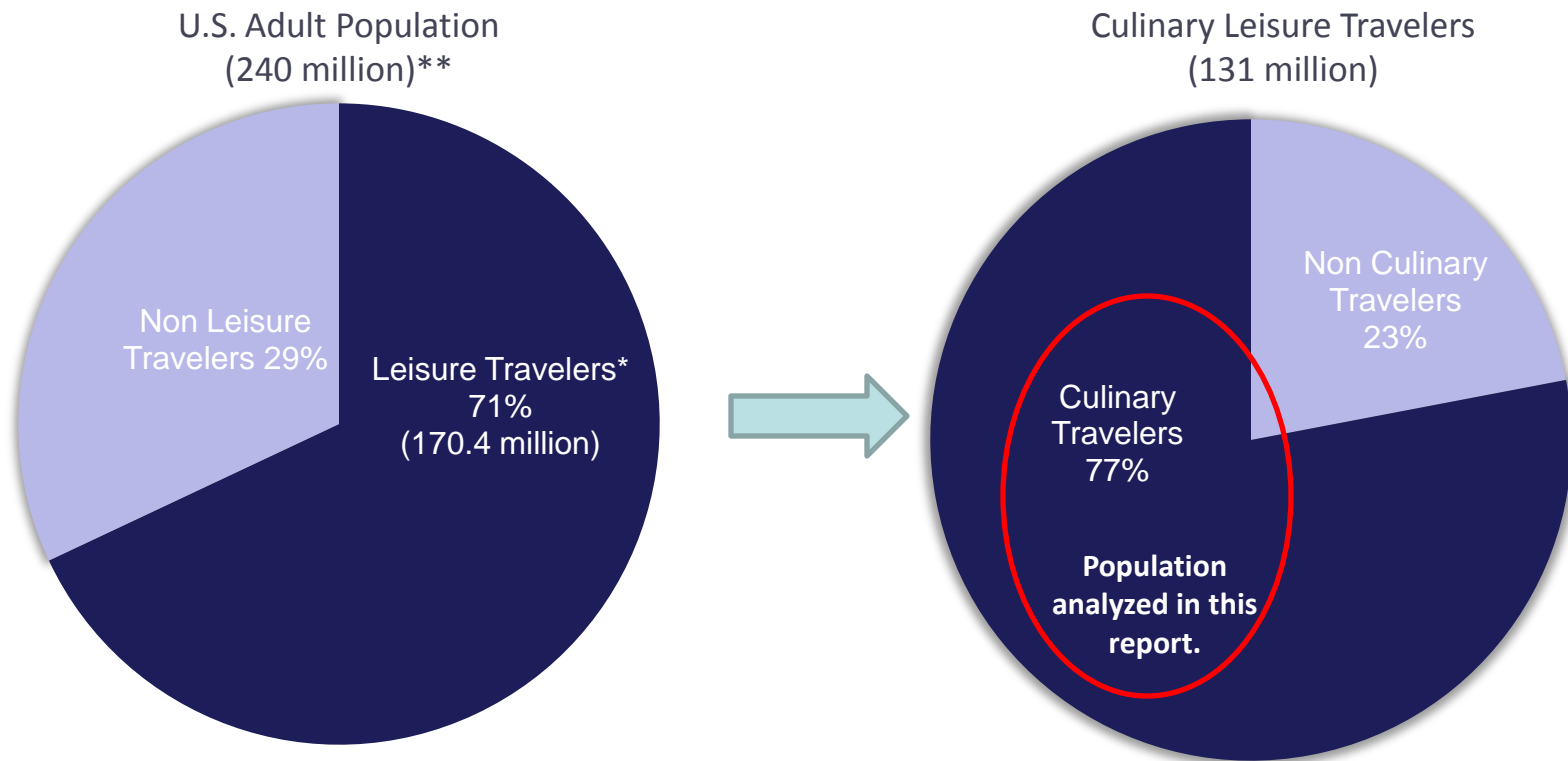 U.S. Adult Population
(240 million)**
Non Leisure
Travelers 29%
Leisure Travelers*
71%
(170.4 million)
Culinary Leisure Travelers
(131 million)
Non Culinary
Travelers
23%
Culinary
Travelers
77%
Population
analyzed in this
report.